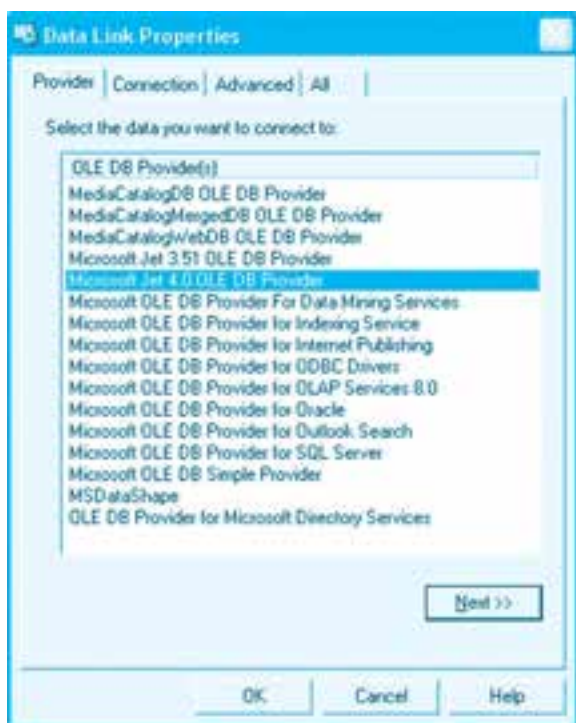 Data Link Properties
Provider Connection Advanced All
Select the data you want to connect to:
OLE DB Provider(s)
MediaCatalogDB OLE DB Provider
MediaCatalogMergedDB OLE DB Provider
MediaCatalogWebDB OLE DB Provider
Microsoft Jet 3.51 OLE DB Provider
Microsoft Jet 4.0 OLE DB Provider
Microsoft OLE DB Provider For Data Mining Services
Microsoft OLE DB Provider for Indexing Service
Microsoft OLE DB Provider for Internet Publishing
Microsoft OLE DB Provider for ODBC Drivers
Microsoft OLE DB Provider for OLAP Services 8.0
Microsoft OLE DB Provider for Oracle
Microsoft OLE DB Provider for Outlook Search
Microsoft OLE DB Provider for SQL Server
Microsoft OLE DB Simple Provider
MSDataShape
OLE DB Provider for Microsoft Directory Services
Next >>
OK Cancel Help